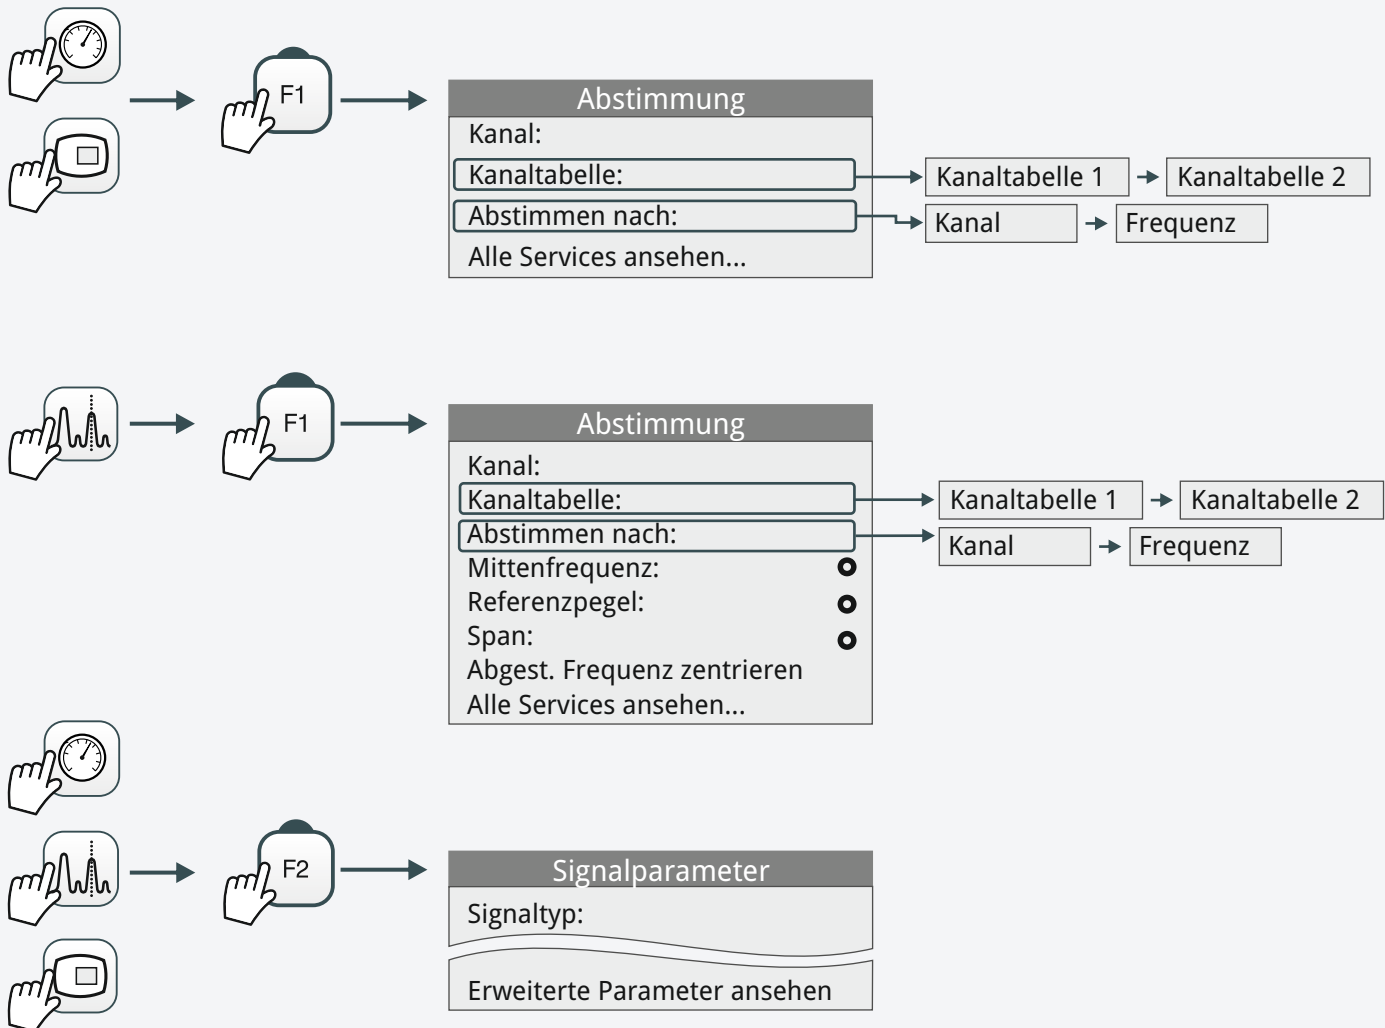 F1
Abstimmung
Kanal:
Kanaltabelle:
Kanaltabelle 1
Kanaltabelle 2
Abstimmen nach:
Kanal
Frequenz
Alle Services ansehen...
F1
Abstimmung
Kanal:
Kanaltabelle:
Kanaltabelle 1
Kanaltabelle 2
Abstimmen nach:
Kanal
Frequenz
Mittenfrequenz:
Referenzpegel:
Span:
Abgest. Frequenz zentrieren
Alle Services ansehen...
F2
Signalparameter
Signaltyp:
Erweiterte Parameter ansehen